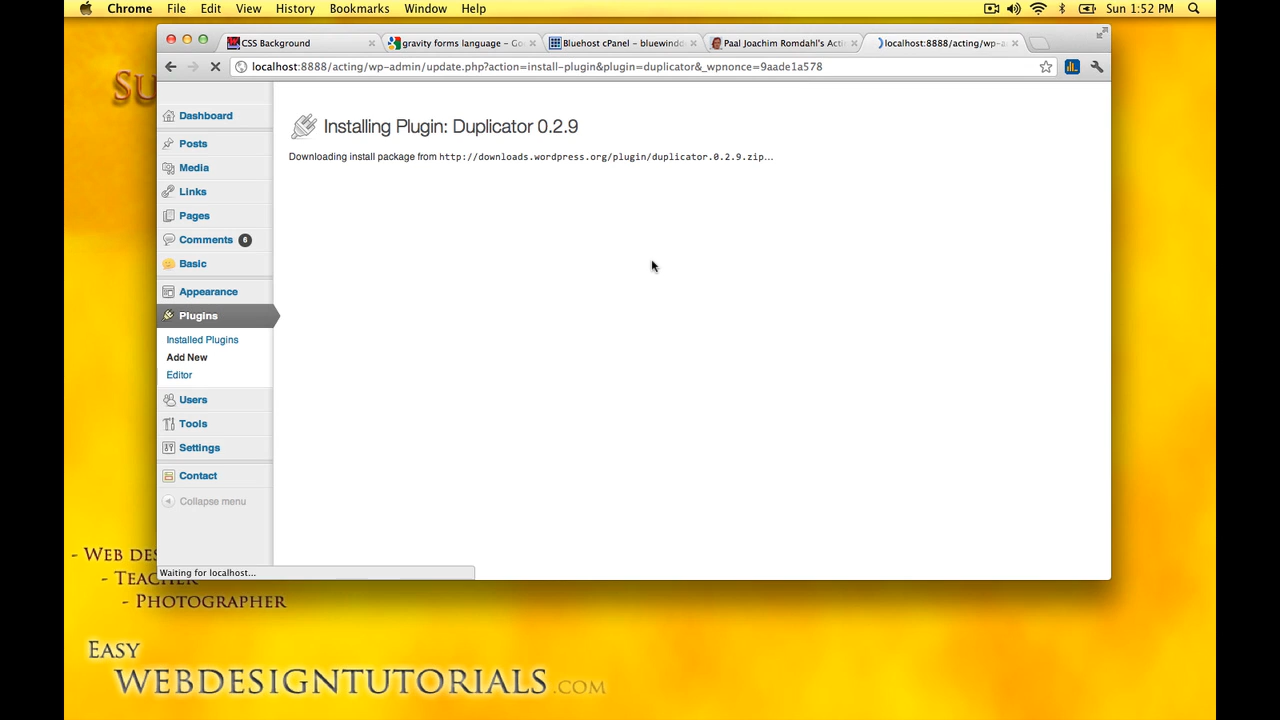 Chrome File Edit View History Bookmarks Window Help Sun 1:52 PM
CSS Background
gravity forms language – Go
Bluehost cPanel – bluewindo
Paal Joachim Romdahl's Acti
localhost:8888/acting/wp-a
localhost:8888/acting/wp-admin/update.php?action=install-plugin&plugin=duplicator&_wpnonce=9aade1a578
Su
Dashboard
Posts
Media
Links
Pages
Comments 6
Basic
Appearance
Plugins
Installed Plugins
Add New
Editor
Users
Tools
Settings
Contact
Collapse menu
Installing Plugin: Duplicator 0.2.9
Downloading install package from http://downloads.wordpress.org/plugin/duplicator.0.2.9.zip…
Waiting for localhost...
- Web des
- Teacher
- Photographer
Easy
webdesigntutorials.com